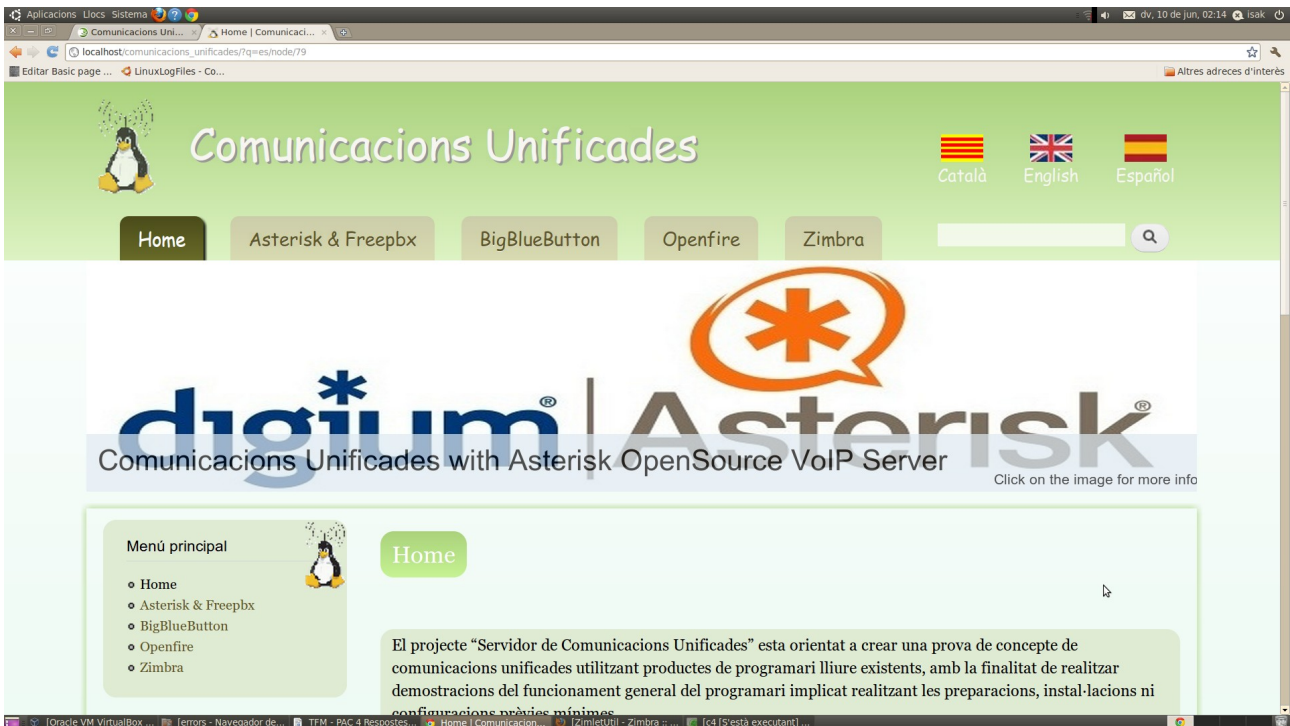 Aplicacions Llocs Sistema
dv, 10 de jun, 02:14 isak
Comunicacions Uni...
Home | Comunicaci...
localhost/comunicacions_unificades/?q=es/node/79
Editar Basic page ... LinuxLogFiles - Co...
Altres adreces d'interès
Comunicacions Unificades
Català English Español
Home Asterisk & Freepbx BigBlueButton Openfire Zimbra
digium® | Asterisk®
Comunicacions Unificades with Asterisk OpenSource VoIP Server
Click on the image for more info
Menú principal
Home
Asterisk & Freepbx
BigBlueButton
Openfire
Zimbra
Home
El projecte “Servidor de Comunicacions Unificades” esta orientat a crear una prova de concepte de
comunicacions unificades utilitzant productes de programari lliure existents, amb la finalitat de realitzar
demostracions del funcionament general del programari implicat realitzant les preparacions, instal·lacions ni
configuracions prèvies mínimes
[Oracle VM VirtualBox ... [errors - Navegador de... TFM - PAC 4 Respostes... Home | Comunicacion... [ZimletUtil - Zimbra :: ... [c4 [S'està executant] ...